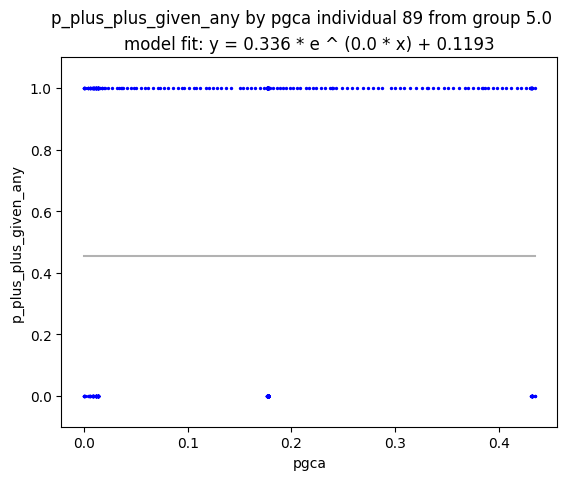 p_plus_plus_given_any by pgca individual 89 from group 5.0
model fit: y = 0.336 * e ^ (0.0 * x) + 0.1193
p_plus_plus_given_any
1.0
0.8
0.6
0.4
0.2
0.0
0.0 0.1 0.2 0.3 0.4
pgca